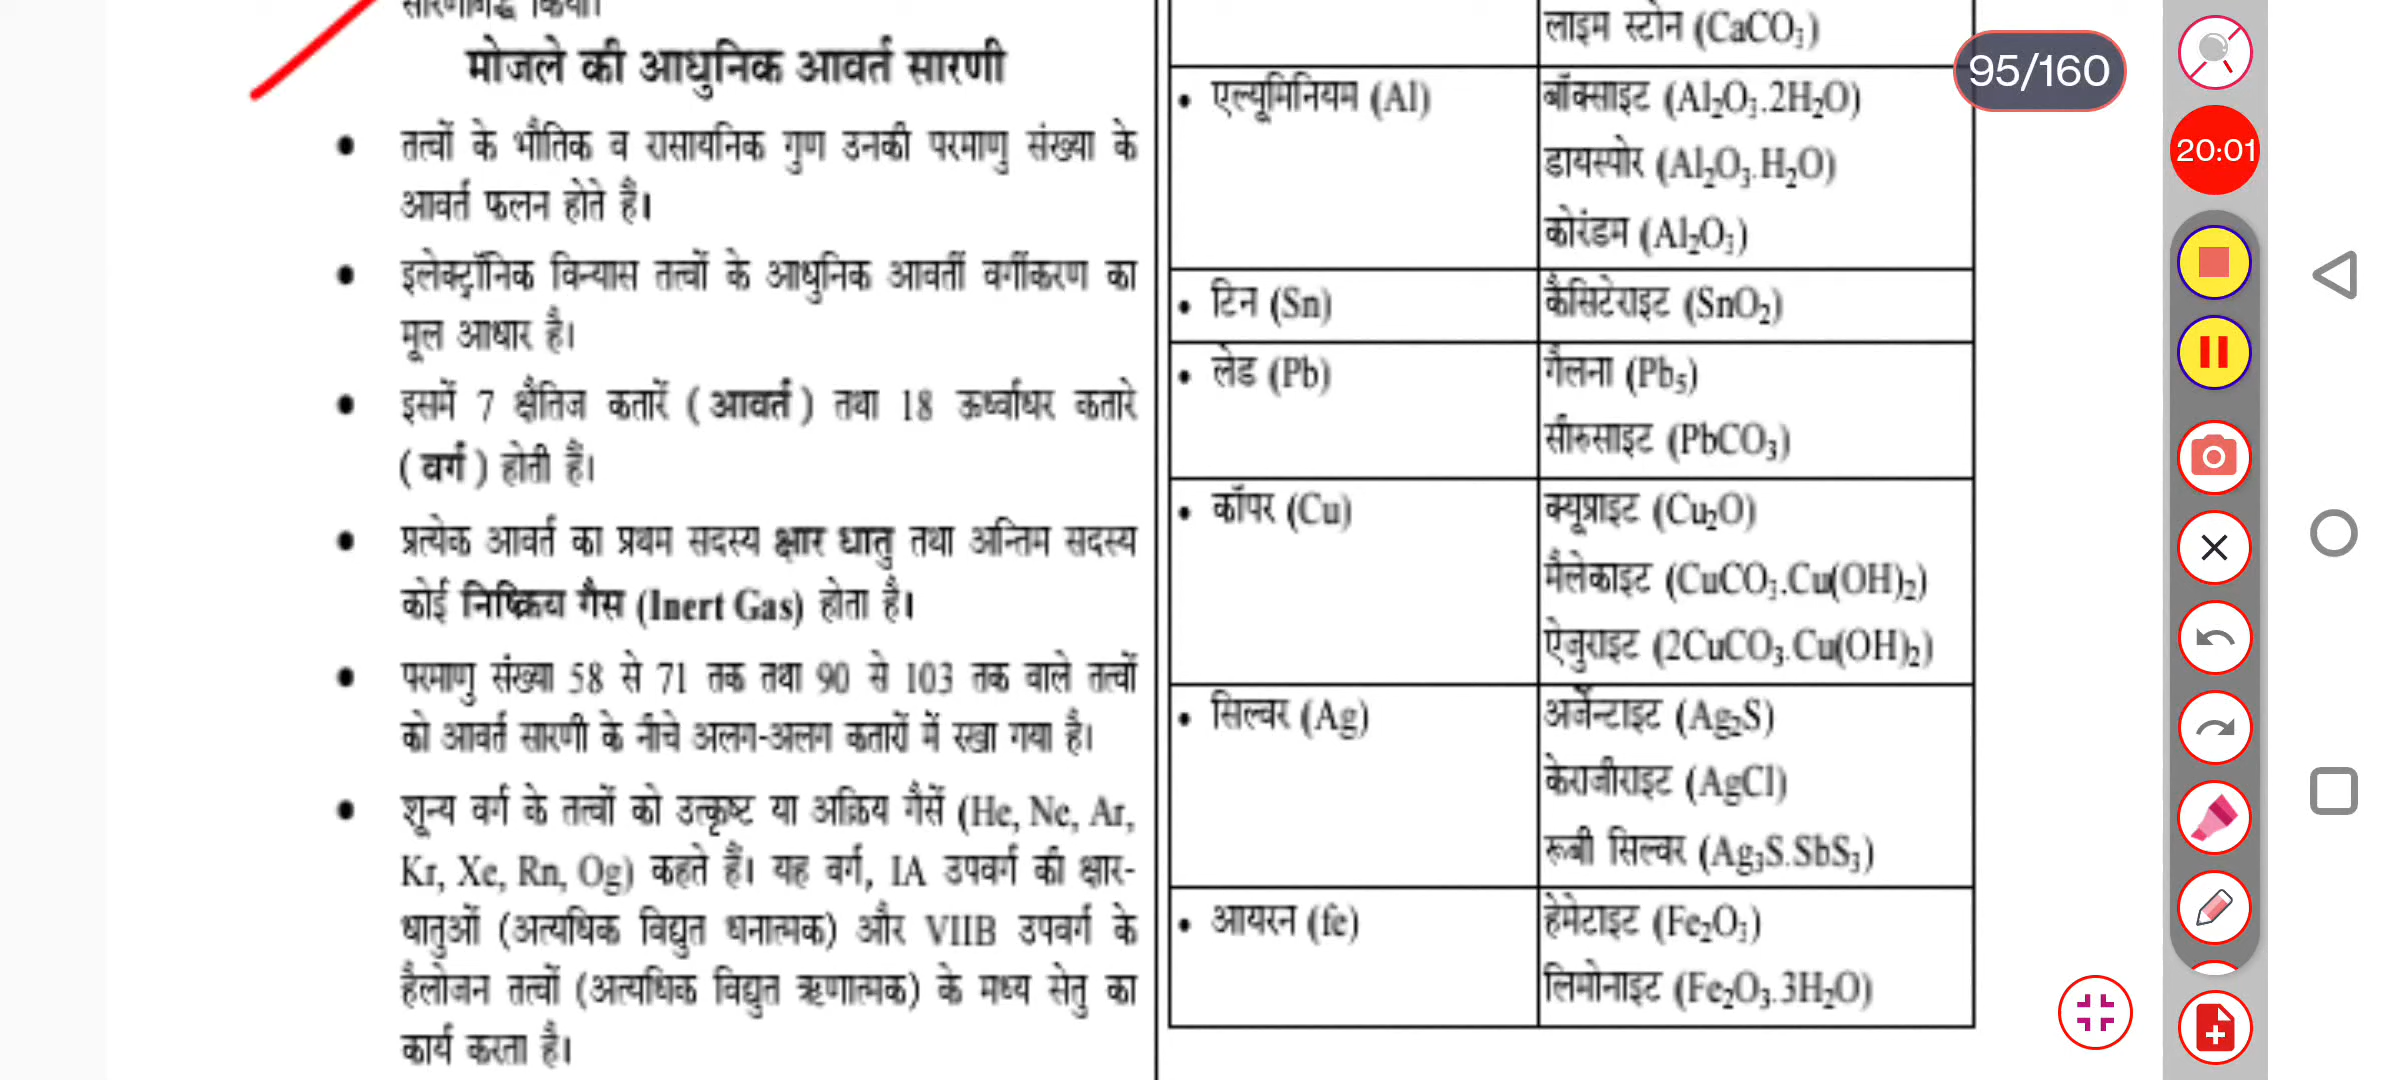 सारणीबद्ध किया।
मोजले की आधुनिक आवर्त सारणी
● तत्वों के भौतिक व रासायनिक गुण उनकी परमाणु संख्या के
आवर्त फलन होते हैं।
● इलेक्ट्रॉनिक विन्यास तत्वों के आधुनिक आवर्ती वर्गीकरण का
मूल आधार है।
● इसमें 7 क्षैतिज कतारें (आवर्त) तथा 18 ऊर्ध्वाधर कतारे
(वर्ग) होती हैं।
● प्रत्येक आवर्त का प्रथम सदस्य क्षार धातु तथा अन्तिम सदस्य
कोई निष्क्रिय गैस (Inert Gas) होता है।
● परमाणु संख्या 58 से 71 तक तथा 90 से 103 तक वाले तत्वों
को आवर्त सारणी के नीचे अलग-अलग कतारों में रखा गया है।
● शून्य वर्ग के तत्वों को उत्कृष्ट या अक्रिय गैसें (He, Ne, Ar,
Kr, Xe, Rn, Og) कहते हैं। यह वर्ग, IA उपवर्ग की क्षार-
धातुओं (अत्यधिक विद्युत धनात्मक) और VIIB उपवर्ग के
हैलोजन तत्वों (अत्यधिक विद्युत ऋणात्मक) के मध्य सेतु का
कार्य करता है।
लाइम स्टोन (CaCO₃)
• एल्यूमिनियम (Al) बॉक्साइट (Al₂O₃.2H₂O)
डायस्पोर (Al₂O₃.H₂O)
कोरंडम (Al₂O₃)
• टिन (Sn) कैसिटेराइट (SnO₂)
• लेड (Pb) गैलना (Pb₅)
सीरुसाइट (PbCO₃)
• कॉपर (Cu) क्यूप्राइट (Cu₂O)
मैलेकाइट (CuCO₃.Cu(OH)₂)
ऐजुराइट (2CuCO₃.Cu(OH)₂)
• सिल्वर (Ag) अर्जेन्टाइट (Ag₂S)
केराजीराइट (AgCl)
रूबी सिल्वर (Ag₃S.SbS₃)
• आयरन (fe) हेमेटाइट (Fe₂O₃)
लिमोनाइट (Fe₂O₃.3H₂O)
95/160
20:01